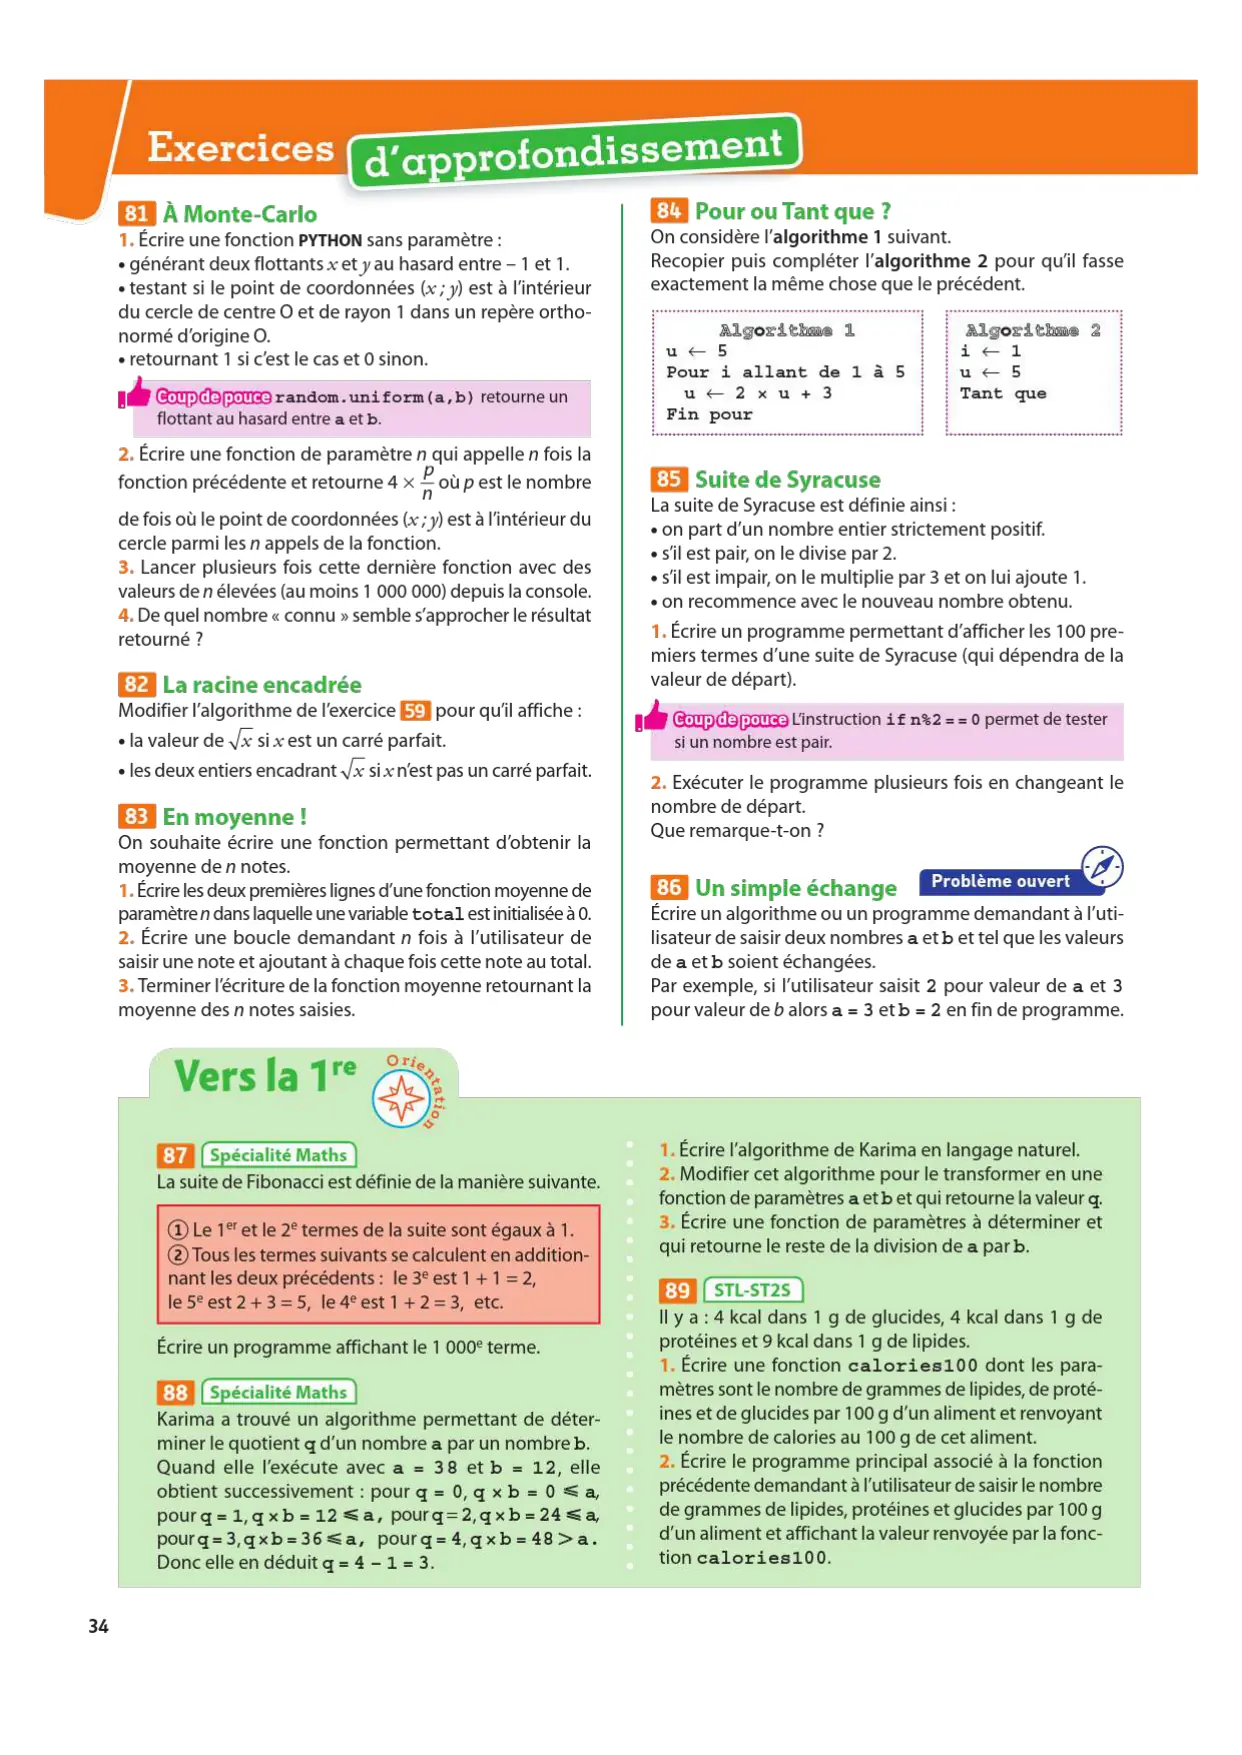 Exercices d'approfondissement
81 À Monte-Carlo
1. Écrire une fonction PYTHON sans paramètre :
• générant deux flottants x et y au hasard entre – 1 et 1.
• testant si le point de coordonnées (x ; y) est à l'intérieur
du cercle de centre O et de rayon 1 dans un repère ortho-
normé d'origine O.
• retournant 1 si c'est le cas et 0 sinon.
Coup de pouce random.uniform(a,b) retourne un
flottant au hasard entre a et b.
2. Écrire une fonction de paramètre n qui appelle n fois la
fonction précédente et retourne 4 × p/n où p est le nombre
de fois où le point de coordonnées (x ; y) est à l'intérieur du
cercle parmi les n appels de la fonction.
3. Lancer plusieurs fois cette dernière fonction avec des
valeurs de n élevées (au moins 1 000 000) depuis la console.
4. De quel nombre « connu » semble s'approcher le résultat
retourné ?
82 La racine encadrée
Modifier l'algorithme de l'exercice 59 pour qu'il affiche :
• la valeur de √x si x est un carré parfait.
• les deux entiers encadrant √x si x n'est pas un carré parfait.
83 En moyenne !
On souhaite écrire une fonction permettant d'obtenir la
moyenne de n notes.
1. Écrire les deux premières lignes d'une fonction moyenne de
paramètre n dans laquelle une variable total est initialisée à 0.
2. Écrire une boucle demandant n fois à l'utilisateur de
saisir une note et ajoutant à chaque fois cette note au total.
3. Terminer l'écriture de la fonction moyenne retournant la
moyenne des n notes saisies.
84 Pour ou Tant que ?
On considère l'algorithme 1 suivant.
Recopier puis compléter l'algorithme 2 pour qu'il fasse
exactement la même chose que le précédent.
Algorithme 1
u ← 5
Pour i allant de 1 à 5
u ← 2 × u + 3
Fin pour
Algorithme 2
i ← 1
u ← 5
Tant que
85 Suite de Syracuse
La suite de Syracuse est définie ainsi :
• on part d'un nombre entier strictement positif.
• s'il est pair, on le divise par 2.
• s'il est impair, on le multiplie par 3 et on lui ajoute 1.
• on recommence avec le nouveau nombre obtenu.
1. Écrire un programme permettant d'afficher les 100 pre-
miers termes d'une suite de Syracuse (qui dépendra de la
valeur de départ).
Coup de pouce L'instruction if n%2 == 0 permet de tester
si un nombre est pair.
2. Exécuter le programme plusieurs fois en changeant le
nombre de départ.
Que remarque-t-on ?
86 Un simple échange Problème ouvert
Écrire un algorithme ou un programme demandant à l'uti-
lisateur de saisir deux nombres a et b et tel que les valeurs
de a et b soient échangées.
Par exemple, si l'utilisateur saisit 2 pour valeur de a et 3
pour valeur de b alors a = 3 et b = 2 en fin de programme.
Vers la 1re Orientation
87 Spécialité Maths
La suite de Fibonacci est définie de la manière suivante.
① Le 1er et le 2e termes de la suite sont égaux à 1.
② Tous les termes suivants se calculent en addition-
nant les deux précédents : le 3e est 1 + 1 = 2,
le 5e est 2 + 3 = 5, le 4e est 1 + 2 = 3, etc.
Écrire un programme affichant le 1 000e terme.
88 Spécialité Maths
Karima a trouvé un algorithme permettant de déter-
miner le quotient q d'un nombre a par un nombre b.
Quand elle l'exécute avec a = 38 et b = 12, elle
obtient successivement : pour q = 0, q × b = 0 ⩽ a,
pour q = 1, q × b = 12 ⩽ a, pour q = 2, q × b = 24 ⩽ a,
pour q = 3, q × b = 36 ⩽ a, pour q = 4, q × b = 48 > a.
Donc elle en déduit q = 4 – 1 = 3.
1. Écrire l'algorithme de Karima en langage naturel.
2. Modifier cet algorithme pour le transformer en une
fonction de paramètres a et b et qui retourne la valeur q.
3. Écrire une fonction de paramètres à déterminer et
qui retourne le reste de la division de a par b.
89 STL-ST2S
Il y a : 4 kcal dans 1 g de glucides, 4 kcal dans 1 g de
protéines et 9 kcal dans 1 g de lipides.
1. Écrire une fonction calories100 dont les para-
mètres sont le nombre de grammes de lipides, de proté-
ines et de glucides par 100 g d'un aliment et renvoyant
le nombre de calories au 100 g de cet aliment.
2. Écrire le programme principal associé à la fonction
précédente demandant à l'utilisateur de saisir le nombre
de grammes de lipides, protéines et glucides par 100 g
d'un aliment et affichant la valeur renvoyée par la fonc-
tion calories100.
34